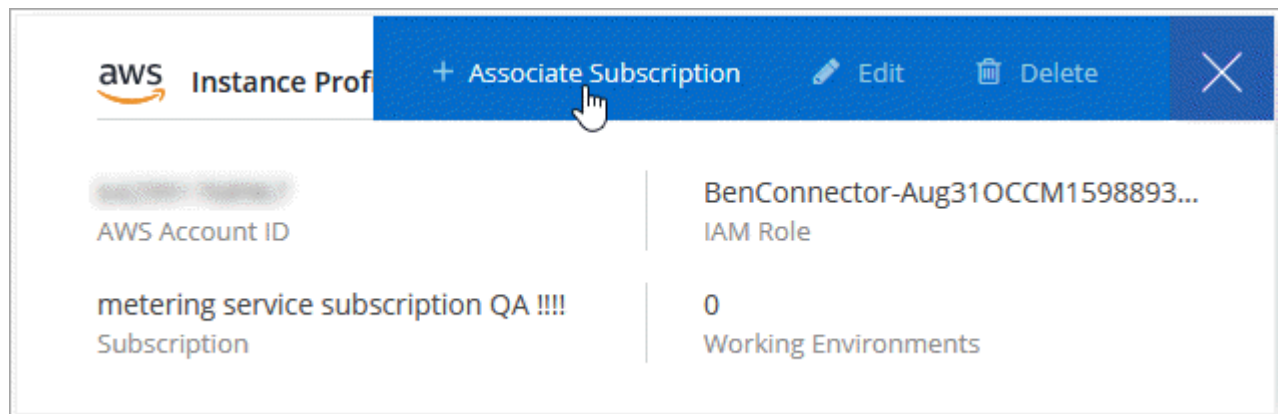 aws Instance Prof + Associate Subscription Edit Delete
BenConnector-Aug31OCCM1598893...
AWS Account ID IAM Role
metering service subscription QA !!!! 0
Subscription Working Environments